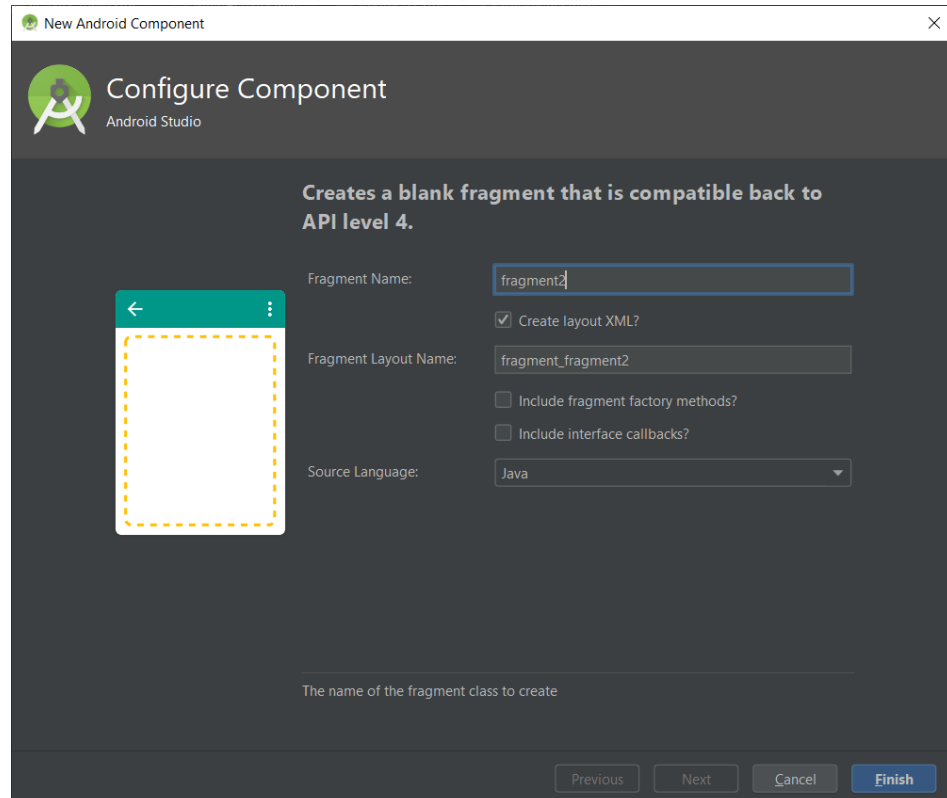 New Android Component
Configure Component
Android Studio
Creates a blank fragment that is compatible back to
API level 4.
Fragment Name:
fragment2
Create layout XML?
Fragment Layout Name:
fragment_fragment2
Include fragment factory methods?
Include interface callbacks?
Source Language:
Java
The name of the fragment class to create
Previous
Next
Cancel
Finish